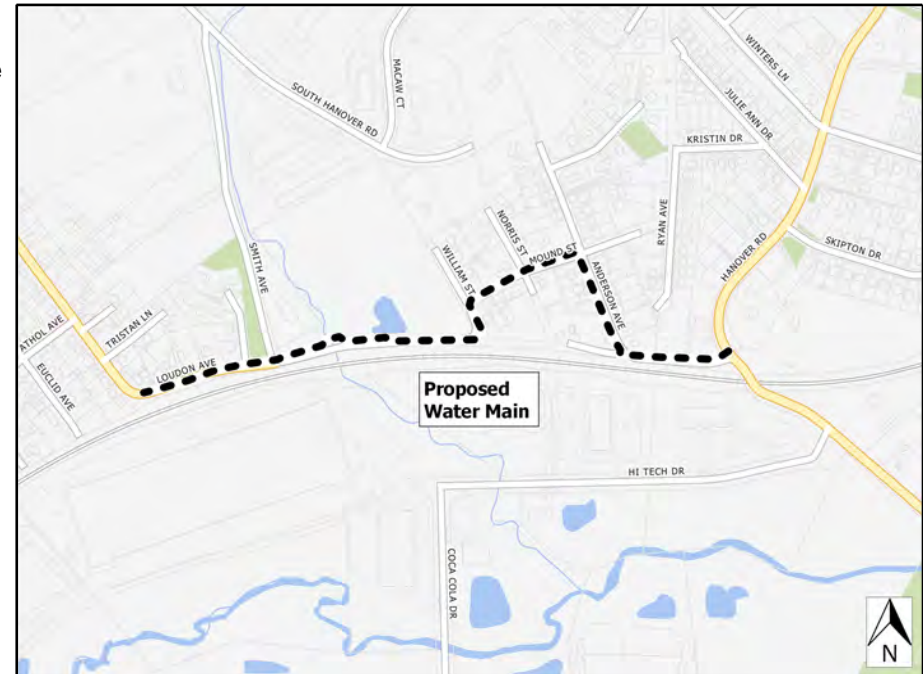 e
MACAW CT
SOUTH HANOVER RD
WINTERS LN
JULIE ANN DR
KRISTIN DR
NORRIS ST
WILLIAM ST
MOUND ST
RYAN AVE
HANOVER RD
SKIPTON DR
SMITH AVE
ANDERSON AVE
ATHOL AVE
TRISTAN LN
EUCLID AVE
LOUDON AVE
Proposed
Water Main
HI TECH DR
COCA COLA DR
N